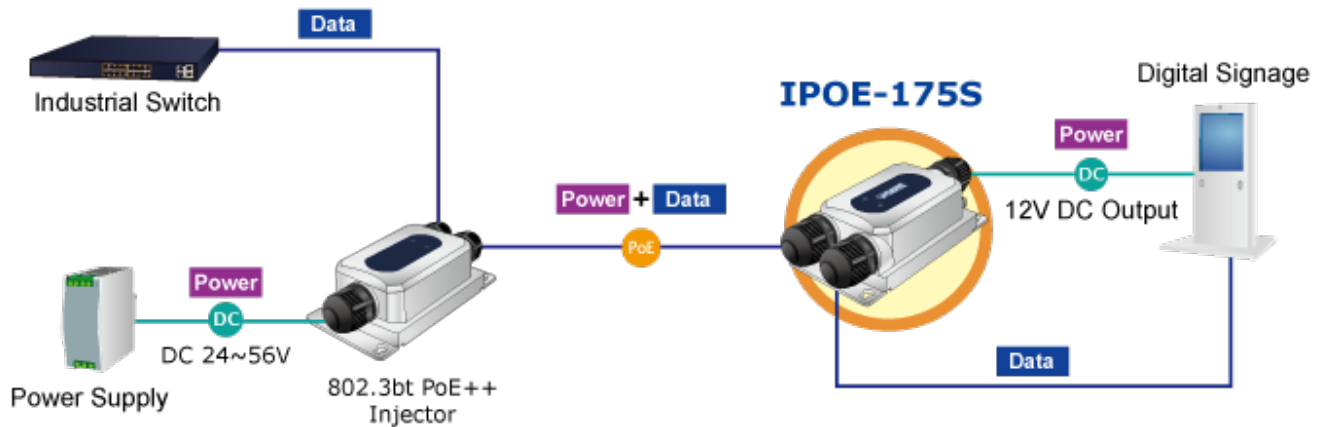 Data
Industrial Switch
Power
DC
DC 24~56V
Power Supply
802.3bt PoE++
Injector
Power + Data
PoE
IPOE-175S
Power
DC
12V DC Output
Digital Signage
Data